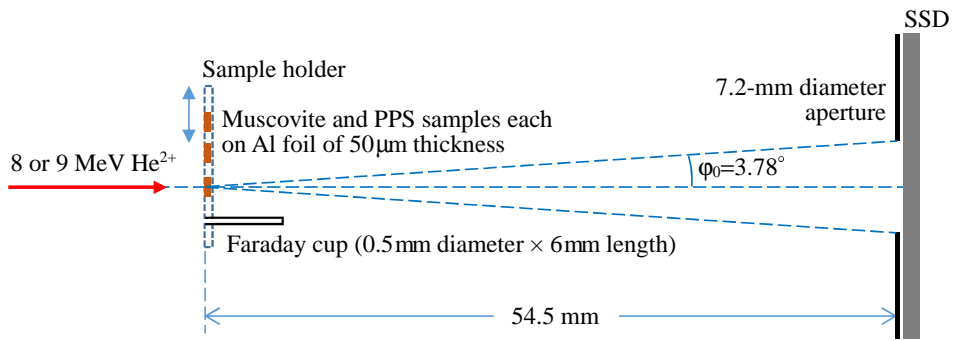 SSD
Sample holder
7.2-mm diameter
aperture
Muscovite and PPS samples each
on Al foil of 50μm thickness
8 or 9 MeV He²⁺
φ₀=3.78°
Faraday cup (0.5mm diameter × 6mm length)
54.5 mm